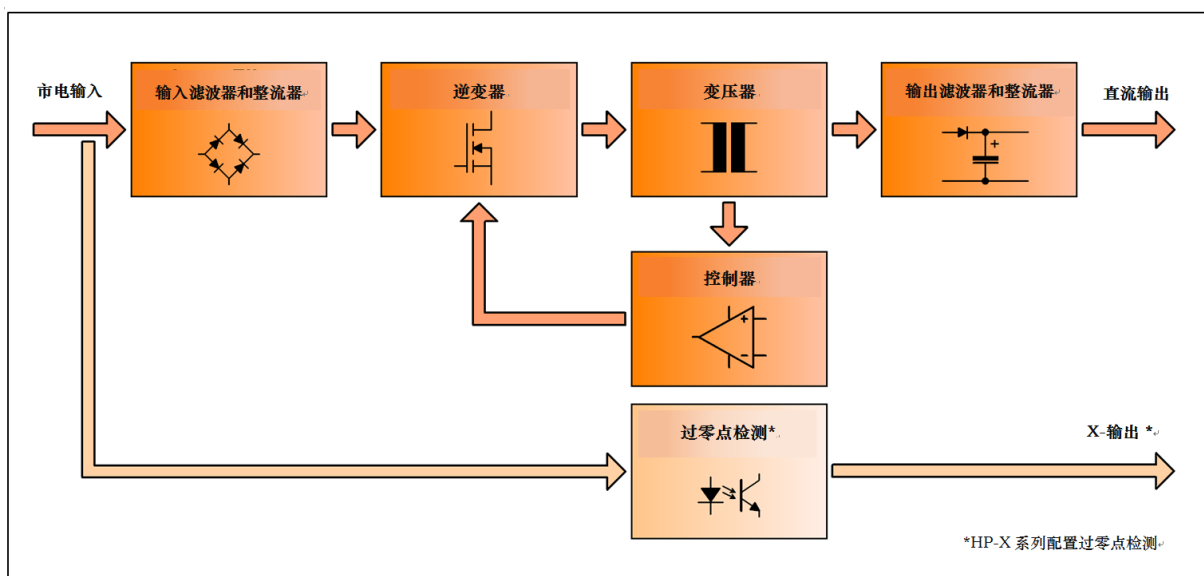 市电输入
输入滤波器和整流器
逆变器
变压器
输出滤波器和整流器
直流输出
控制器
过零点检测*
X-输出 *
*HP-X 系列配置过零点检测